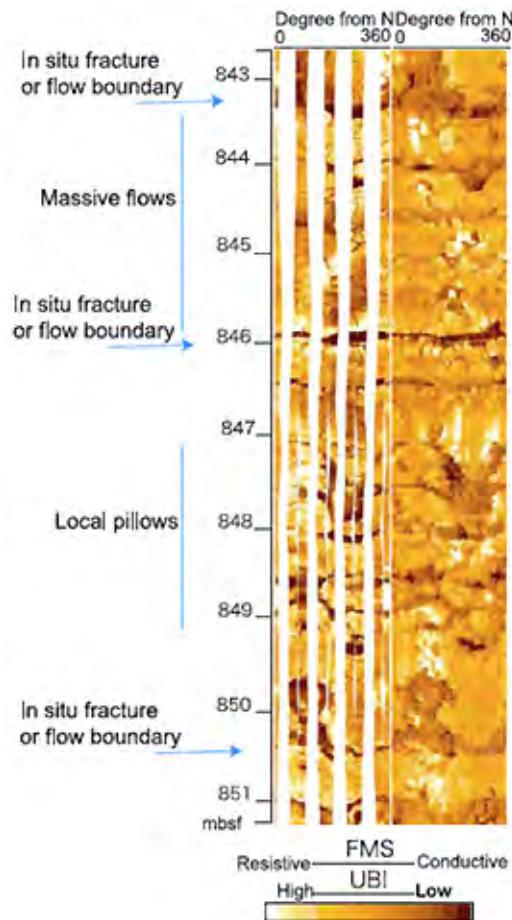 Degree from N Degree from N
0 360 0 360
In situ fracture
or flow boundary
843
844
Massive flows
845
In situ fracture
or flow boundary
846
847
Local pillows
848
849
In situ fracture
or flow boundary
850
851
mbsf
FMS
Resistive Conductive
UBI
High Low